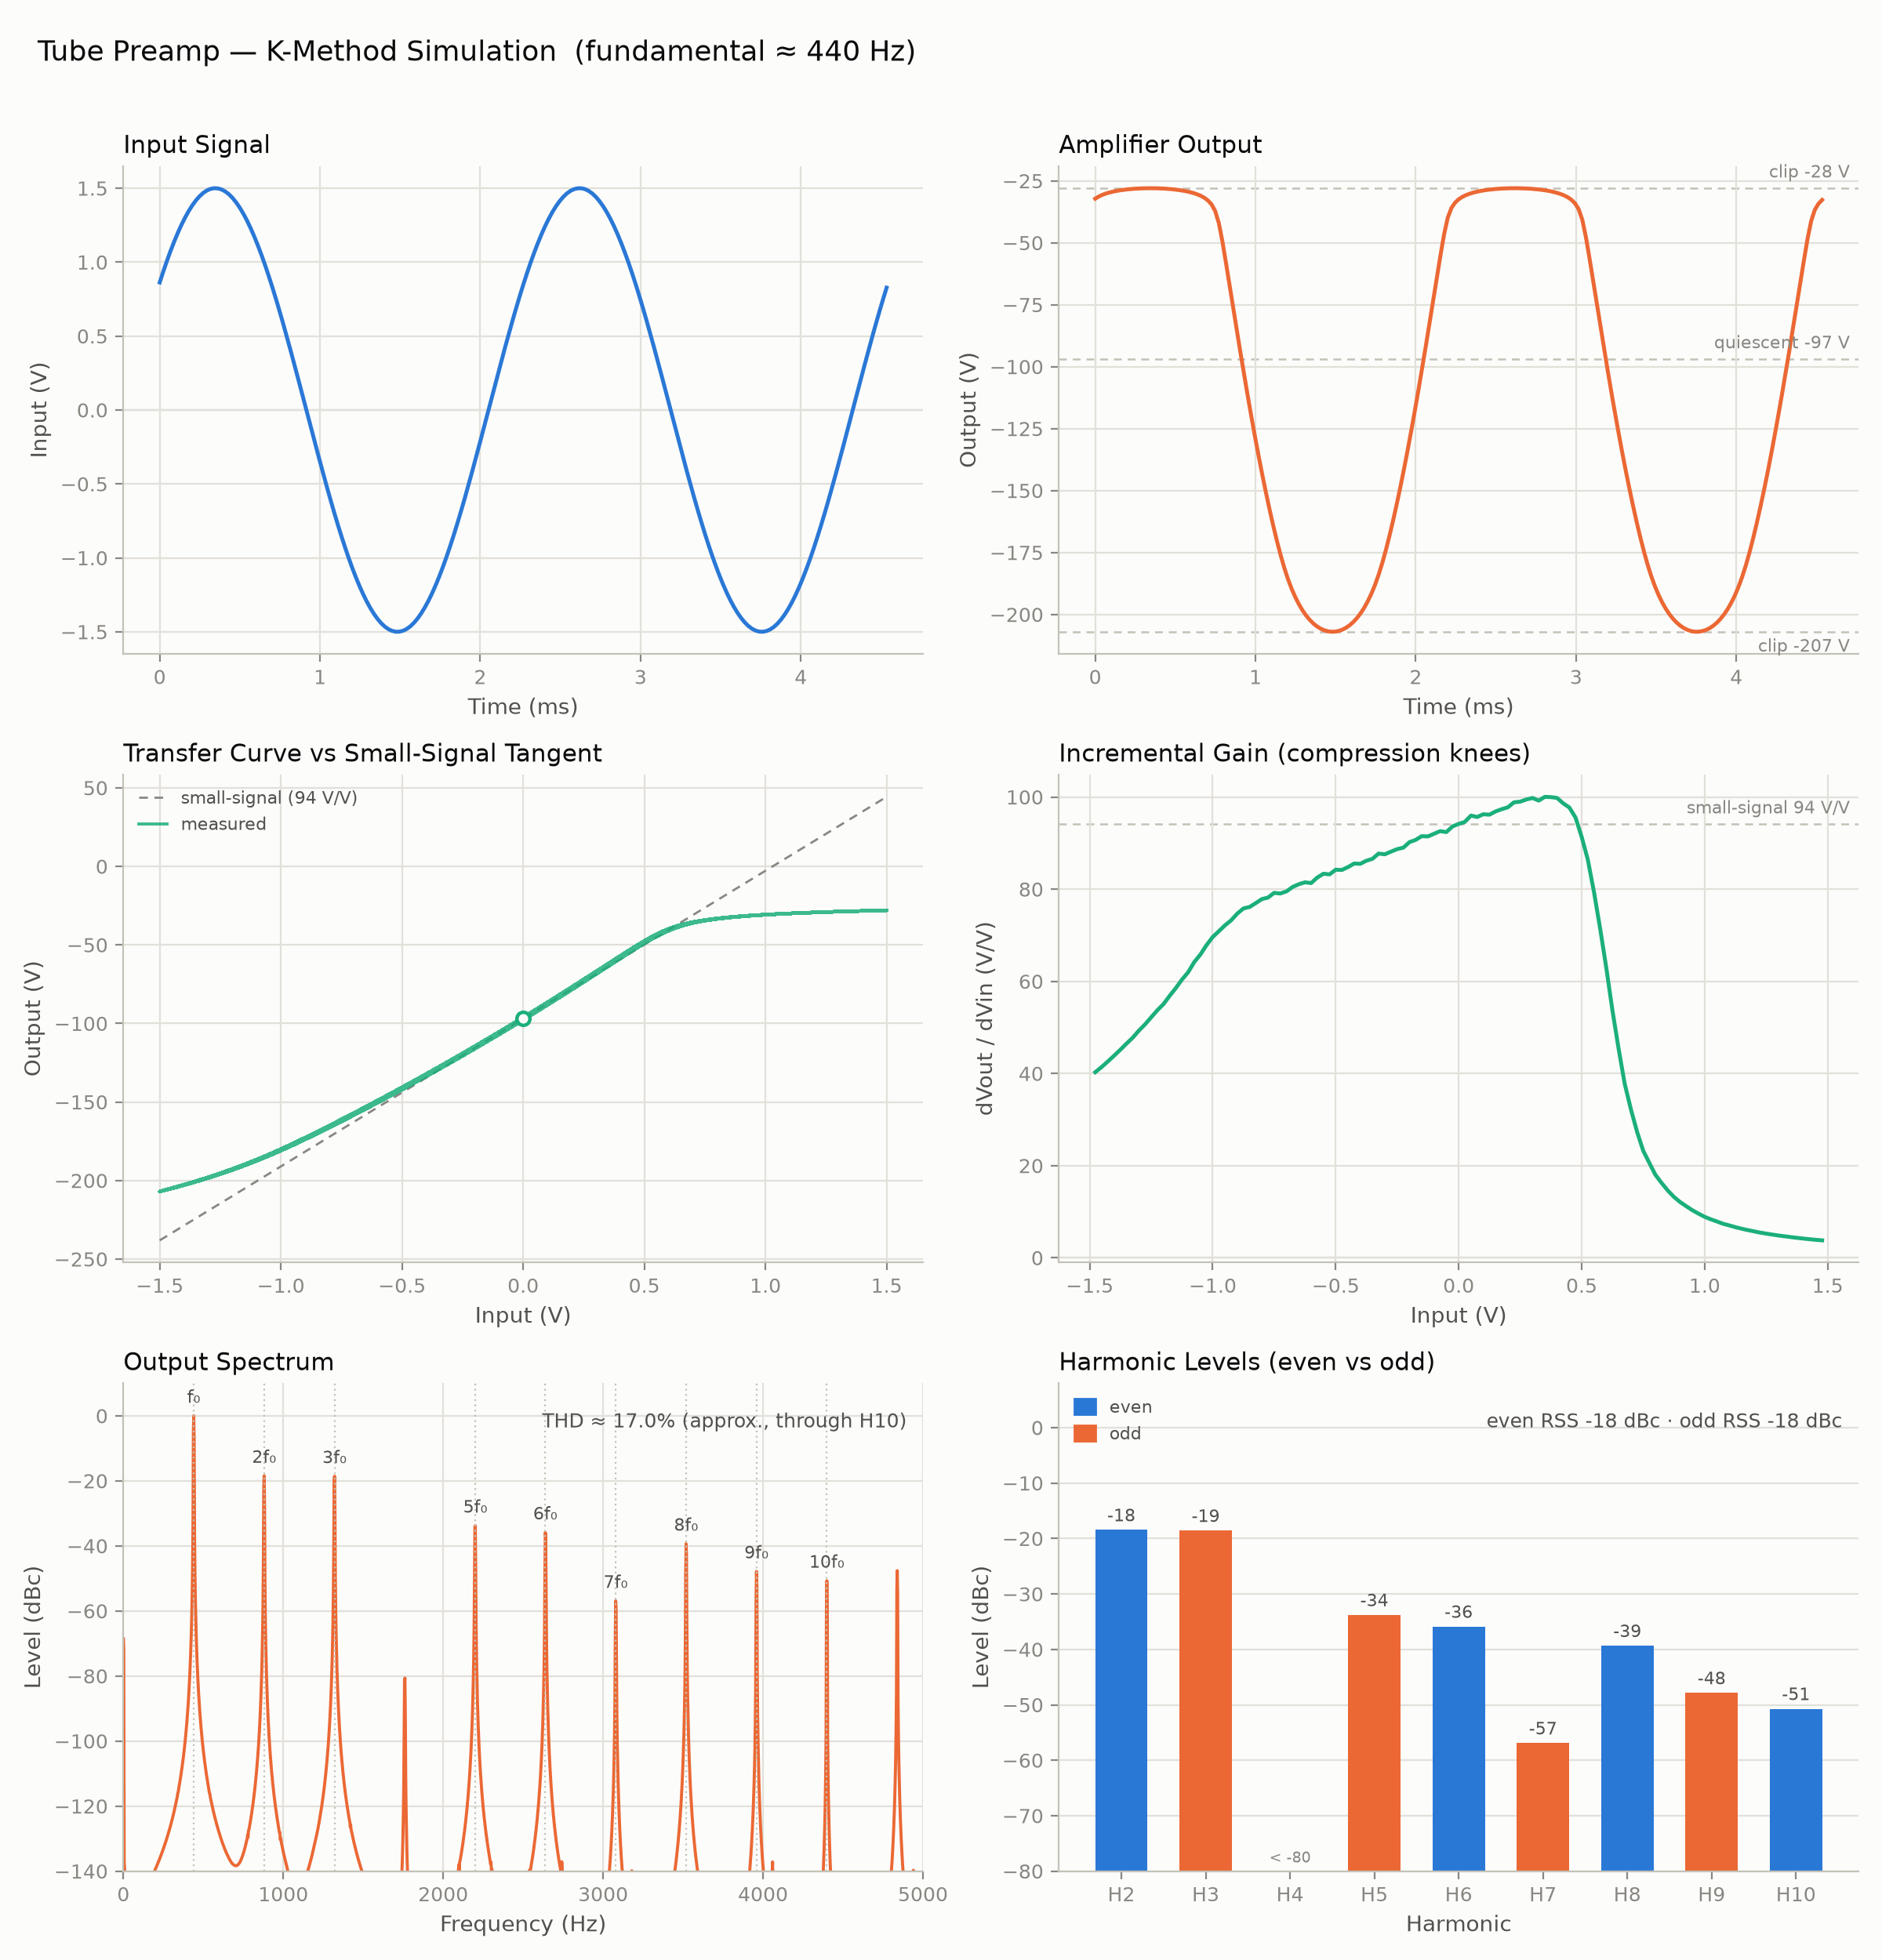 Tube Preamp — K-Method Simulation  (fundamental ≈ 440 Hz)
Input Signal
Input (V)
1.5
1.0
0.5
0.0
−0.5
−1.0
−1.5
0 1 2 3 4
Time (ms)
Amplifier Output
Output (V)
−25
−50
−75
−100
−125
−150
−175
−200
clip -28 V
quiescent -97 V
clip -207 V
0 1 2 3 4
Time (ms)
Transfer Curve vs Small-Signal Tangent
small-signal (94 V/V)
measured
Output (V)
50
0
−50
−100
−150
−200
−250
−1.5 −1.0 −0.5 0.0 0.5 1.0 1.5
Input (V)
Incremental Gain (compression knees)
dVout / dVin (V/V)
100
80
60
40
20
0
small-signal 94 V/V
−1.5 −1.0 −0.5 0.0 0.5 1.0 1.5
Input (V)
Output Spectrum
Level (dBc)
0
−20
−40
−60
−80
−100
−120
−140
THD ≈ 17.0% (approx., through H10)
f₀
2f₀
3f₀
5f₀
6f₀
7f₀
8f₀
9f₀
10f₀
0 1000 2000 3000 4000 5000
Frequency (Hz)
Harmonic Levels (even vs odd)
even
odd
even RSS -18 dBc · odd RSS -18 dBc
Level (dBc)
0
−10
−20
−30
−40
−50
−60
−70
−80
-18
-19
< -80
-34
-36
-57
-39
-48
-51
H2 H3 H4 H5 H6 H7 H8 H9 H10
Harmonic